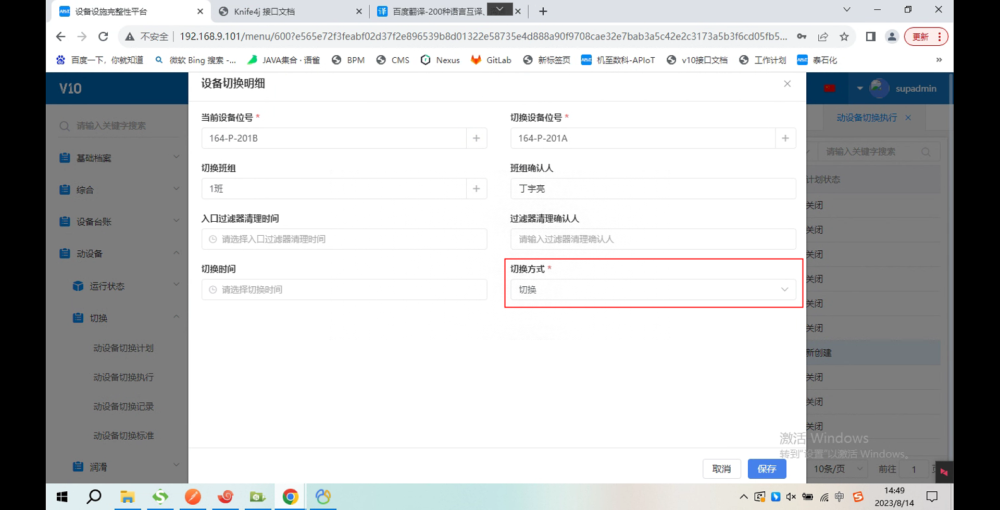 设备设施完整性平台
Knife4j 接口文档
译 百度翻译-200种语言互译、
不安全 192.168.9.101/menu/600?e565e72f3feabf02d37f2e896539b8d01322e58735e4d888a90f9708cae32e7bab3a5c42e2c3173a5b3f6cd05fb5...
更新
百度一下，你就知道 微软 Bing 搜索 -... JAVA集合 · 语雀 BPM CMS Nexus GitLab 新标签页 机至数科-APIoT v10接口文档 工作计划 泰石化 »
V10
设备切换明细
supadmin
当前设备位号 *
切换设备位号 *
动设备切换执行
请输入关键字搜索
164-P-201B
164-P-201A
请输入关键字搜索
基础档案
切换班组
班组确认人
计划状态
综合
1班
丁宇亮
关闭
设备台账
入口过滤器清理时间
过滤器清理确认人
关闭
请选择入口过滤器清理时间
请输入过滤器清理确认人
动设备
关闭
切换时间
切换方式 *
关闭
运行状态
请选择切换时间
切换
关闭
切换
关闭
动设备切换计划
新创建
动设备切换执行
关闭
动设备切换记录
关闭
动设备切换标准
关闭
激活 Windows
转到"设置"以激活 Windows。
润滑
取消
保存
10条/页
前往 1
中
14:49
2023/8/14